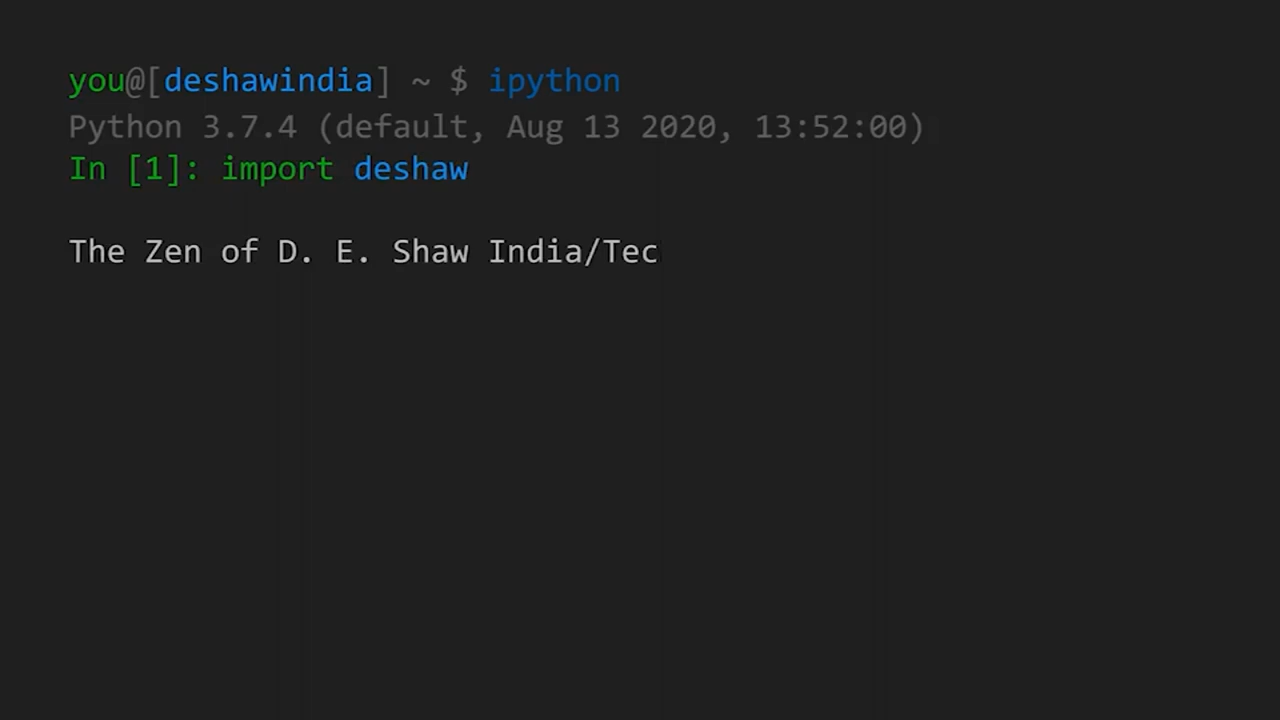 you@[deshawindia] ~ $ ipython
Python 3.7.4 (default, Aug 13 2020, 13:52:00)
In [1]: import deshaw
The Zen of D. E. Shaw India/Tec